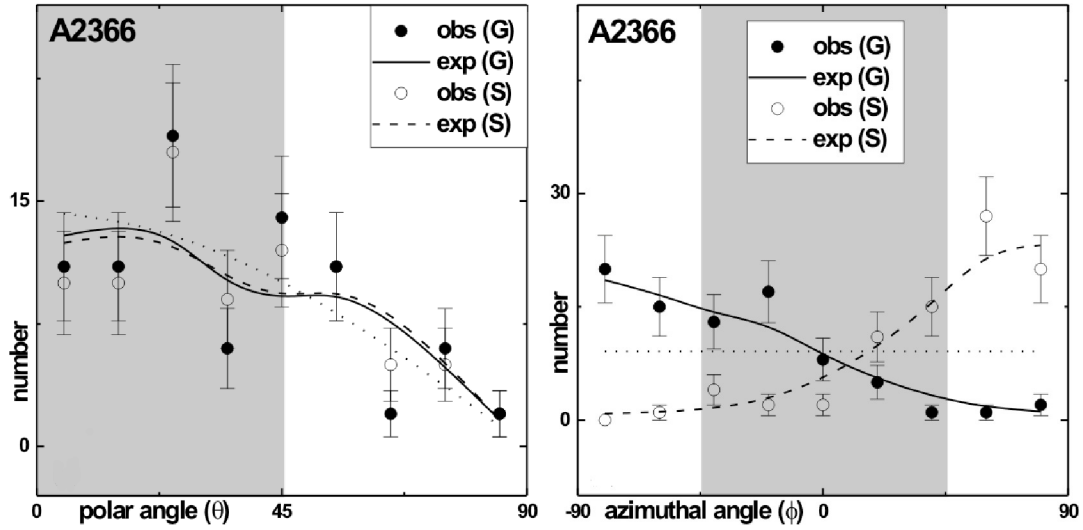 A2366
obs (G)
exp (G)
obs (S)
exp (S)
15
0
number
0
45
90
polar angle (θ)
A2366
obs (G)
exp (G)
obs (S)
exp (S)
30
0
number
-90
0
90
azimuthal angle (ϕ)